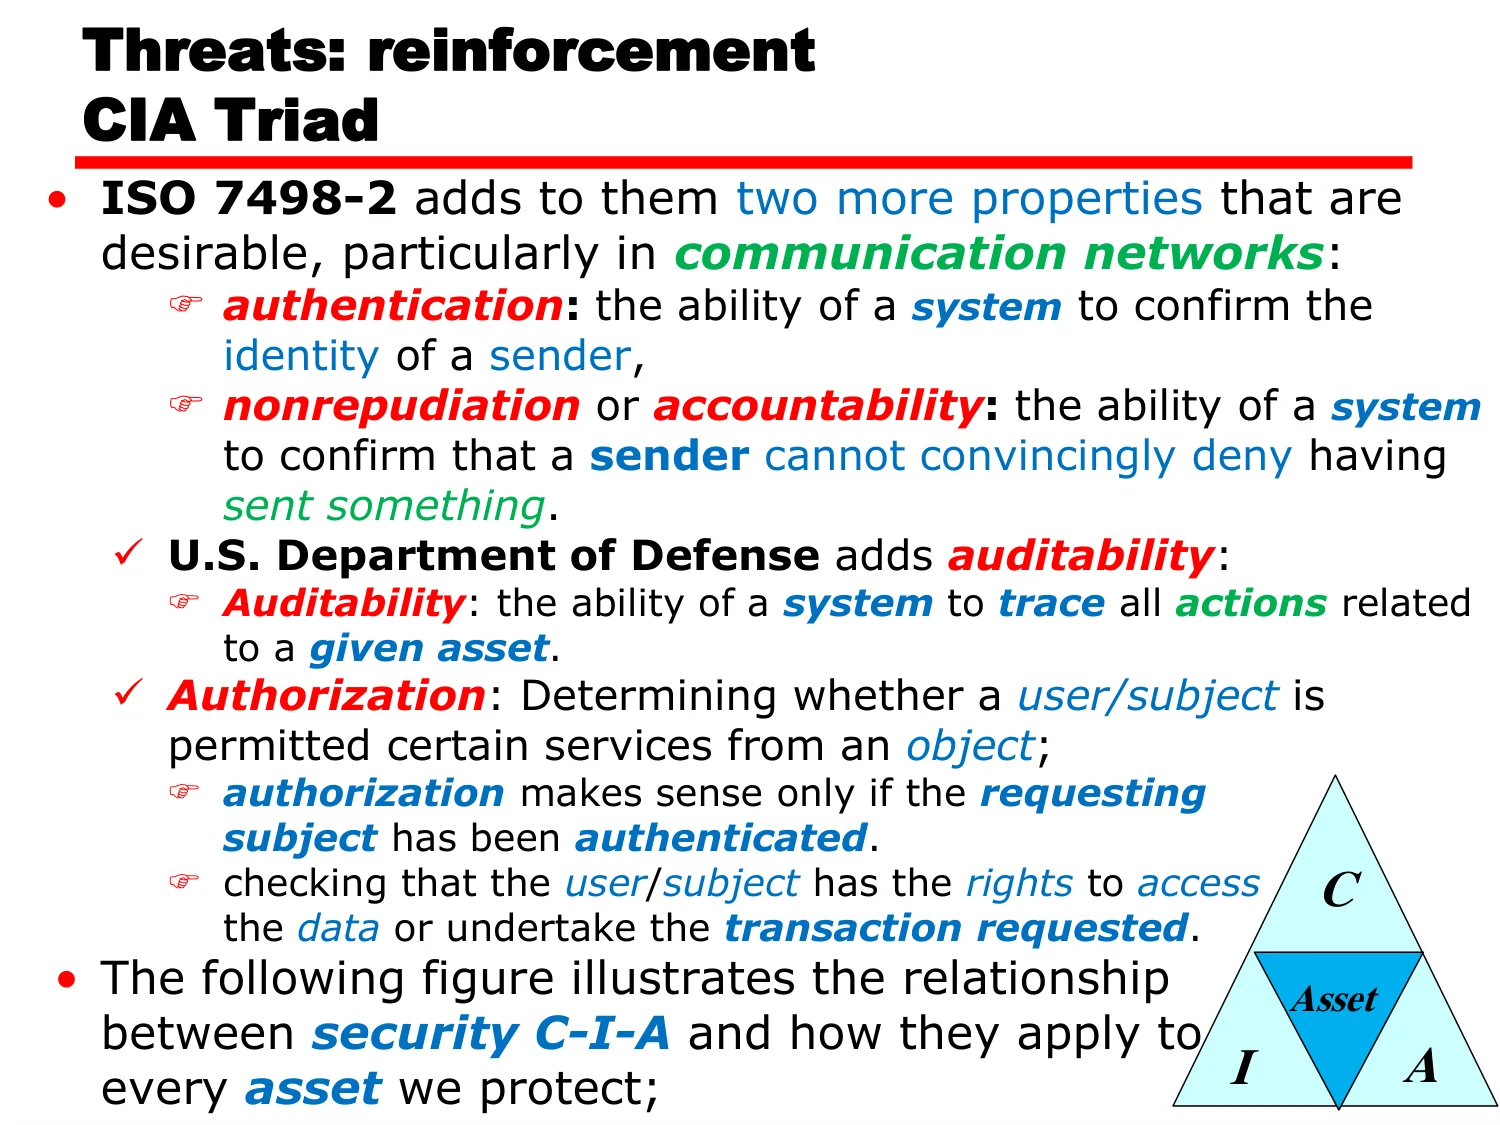 Threats: reinforcement
CIA Triad
• ISO 7498-2 adds to them two more properties that are
desirable, particularly in communication networks:
☞ authentication: the ability of a system to confirm the
identity of a sender,
☞ nonrepudiation or accountability: the ability of a system
to confirm that a sender cannot convincingly deny having
sent something.
✓ U.S. Department of Defense adds auditability:
☞ Auditability: the ability of a system to trace all actions related
to a given asset.
✓ Authorization: Determining whether a user/subject is
permitted certain services from an object;
☞ authorization makes sense only if the requesting
subject has been authenticated.
☞ checking that the user/subject has the rights to access
the data or undertake the transaction requested.
• The following figure illustrates the relationship
between security C-I-A and how they apply to
every asset we protect;
C
Asset
I A